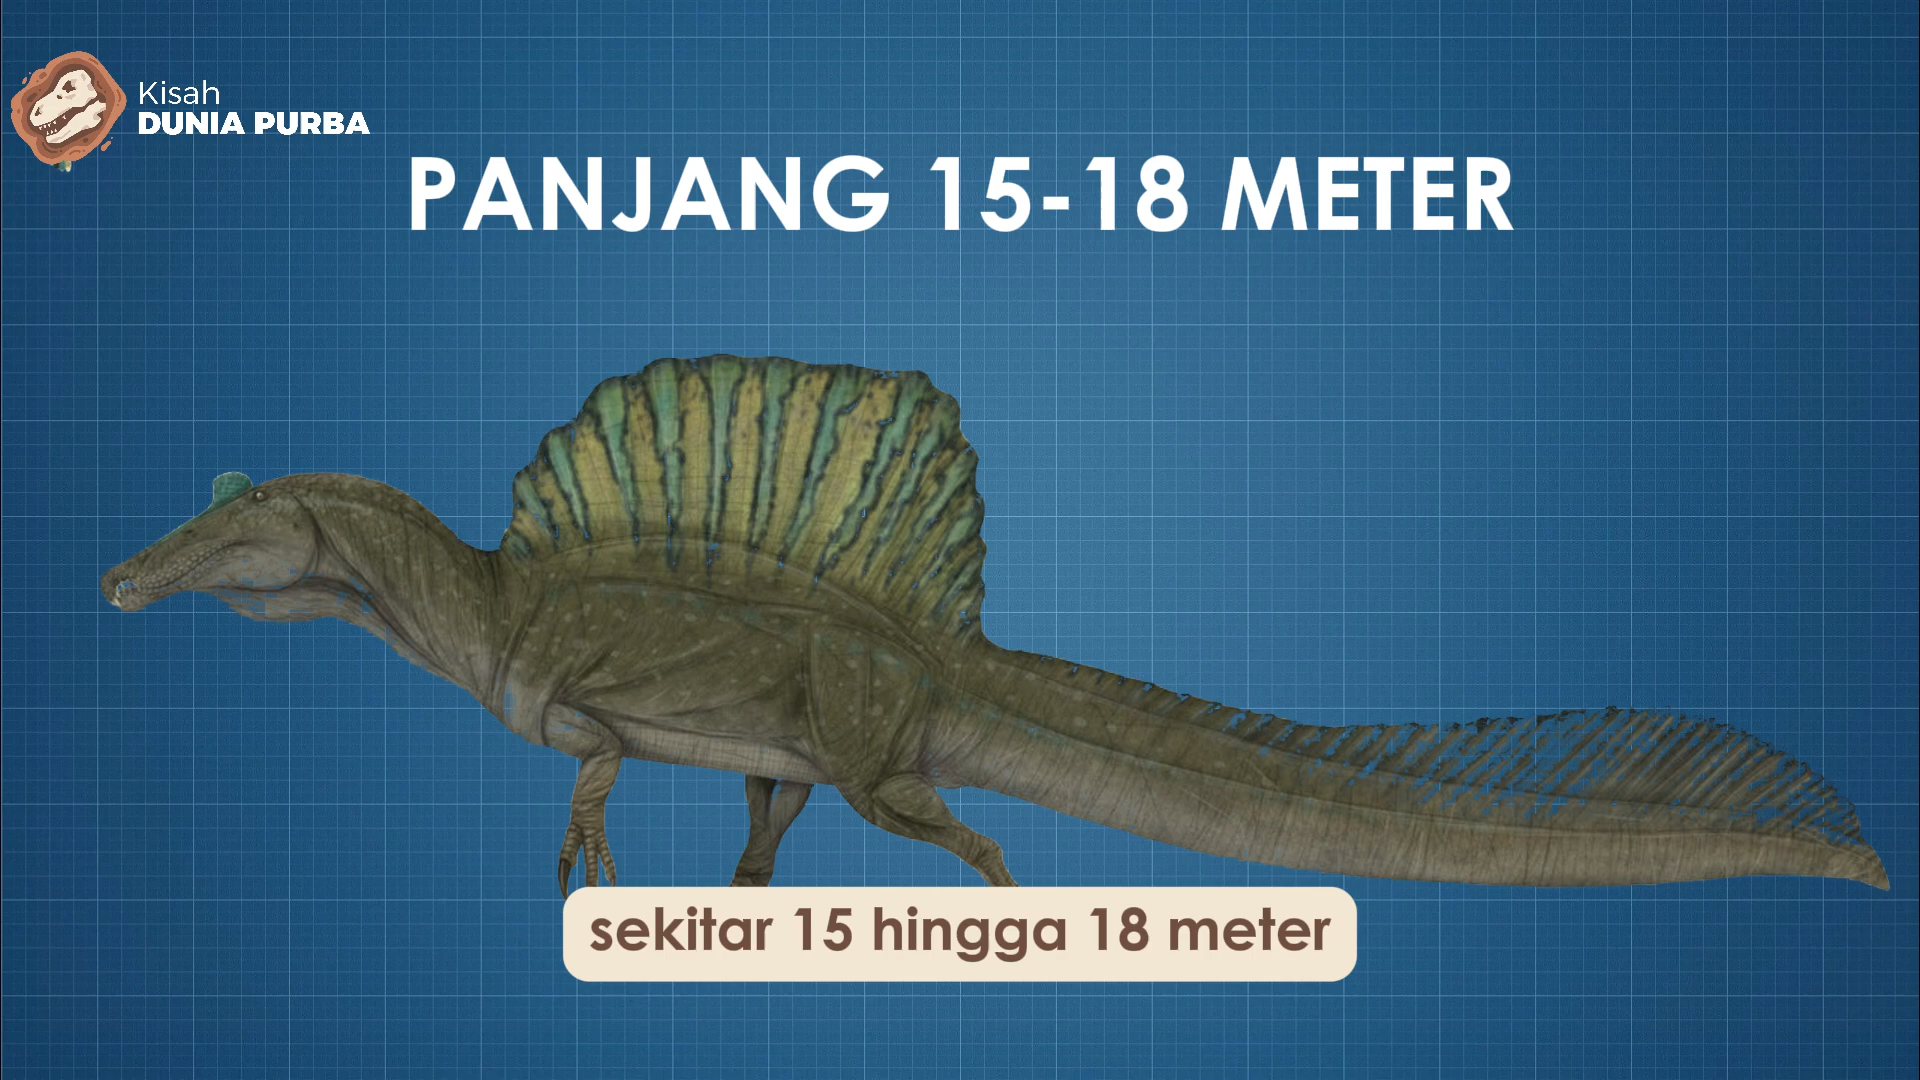 Kisah
DUNIA PURBA
PANJANG 15-18 METER
sekitar 15 hingga 18 meter